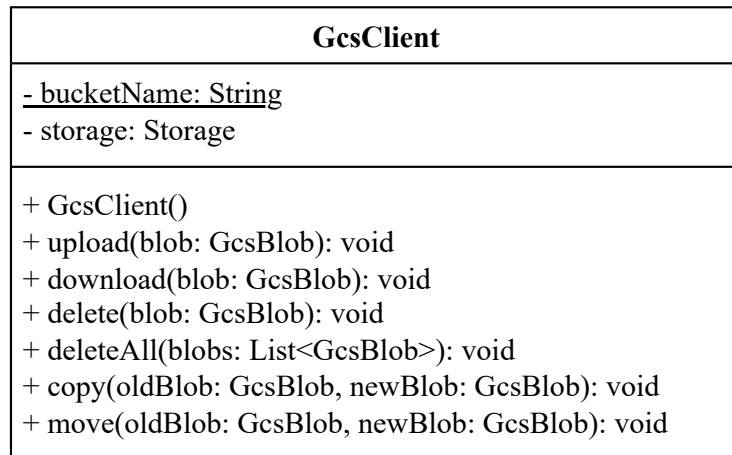 GcsClient
- bucketName: String
- storage: Storage
+ GcsClient()
+ upload(blob: GcsBlob): void
+ download(blob: GcsBlob): void
+ delete(blob: GcsBlob): void
+ deleteAll(blobs: List<GcsBlob>): void
+ copy(oldBlob: GcsBlob, newBlob: GcsBlob): void
+ move(oldBlob: GcsBlob, newBlob: GcsBlob): void